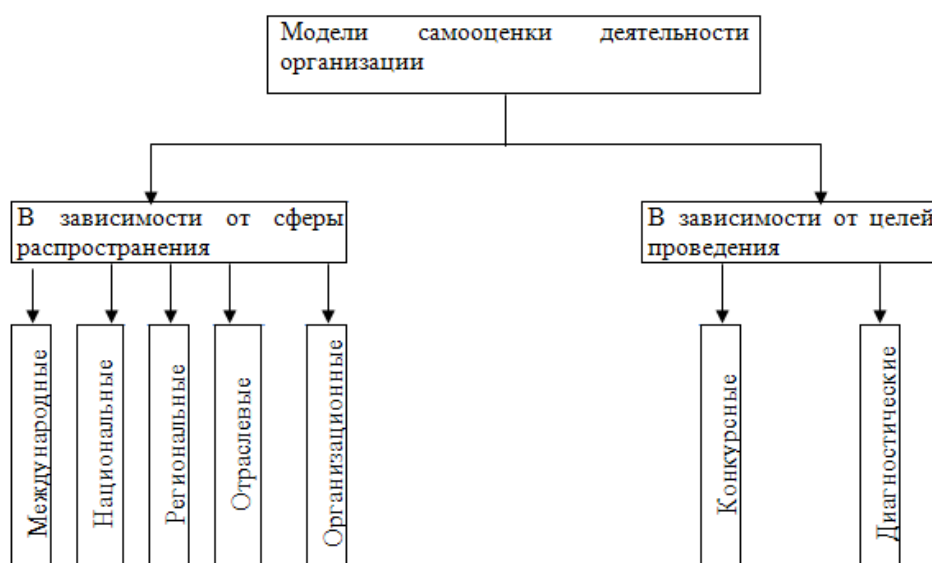 Модели самооценки деятельности
организации
В зависимости от сферы
распространения
В зависимости от целей
проведения
Международные
Национальные
Региональные
Отраслевые
Организационные
Конкурсные
Диагностические